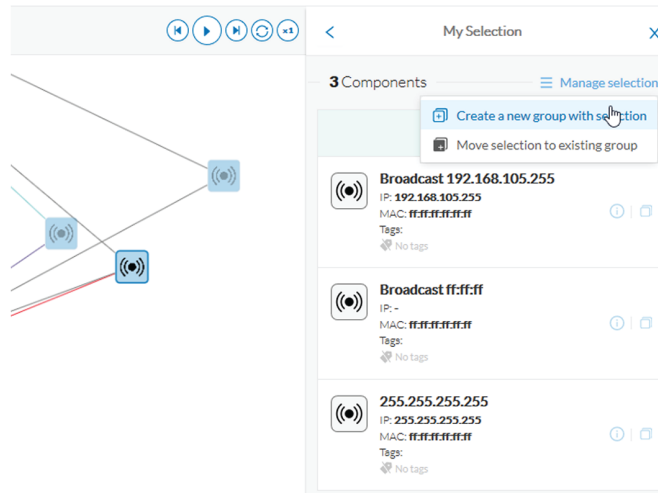 x1
My Selection
3 Components
Manage selection
Create a new group with selection
Move selection to existing group
Broadcast 192.168.105.255
IP: 192.168.105.255
MAC: ff:ff:ff:ff:ff:ff
Tags:
No tags
Broadcast ff:ff:ff
IP: -
MAC: ff:ff:ff:ff:ff:ff
Tags:
No tags
255.255.255.255
IP: 255.255.255.255
MAC: ff:ff:ff:ff:ff:ff
Tags:
No tags